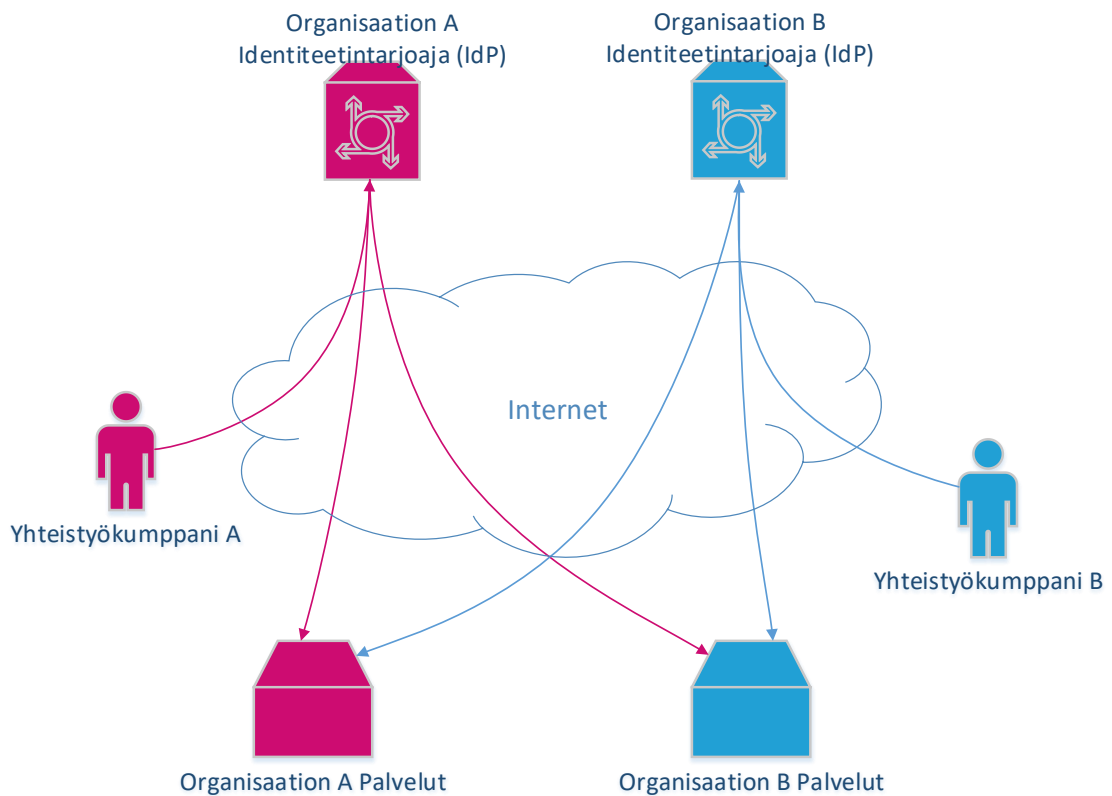 Organisaation A
Identiteetintarjoaja (IdP)
Organisaation B
Identiteetintarjoaja (IdP)
Internet
Yhteistyökumppani A
Yhteistyökumppani B
Organisaation A Palvelut
Organisaation B Palvelut